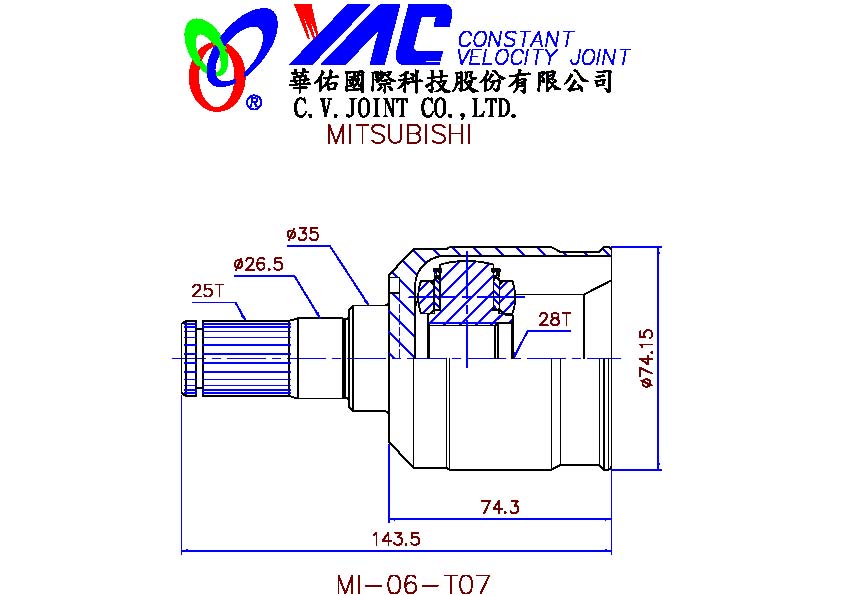 YAC CONSTANT
VELOCITY JOINT
®
華佑國際科技股份有限公司
C.V.JOINT CO.,LTD.
MITSUBISHI
ø35
ø26.5
25T
28T
ø74.15
74.3
143.5
MI-06-T07